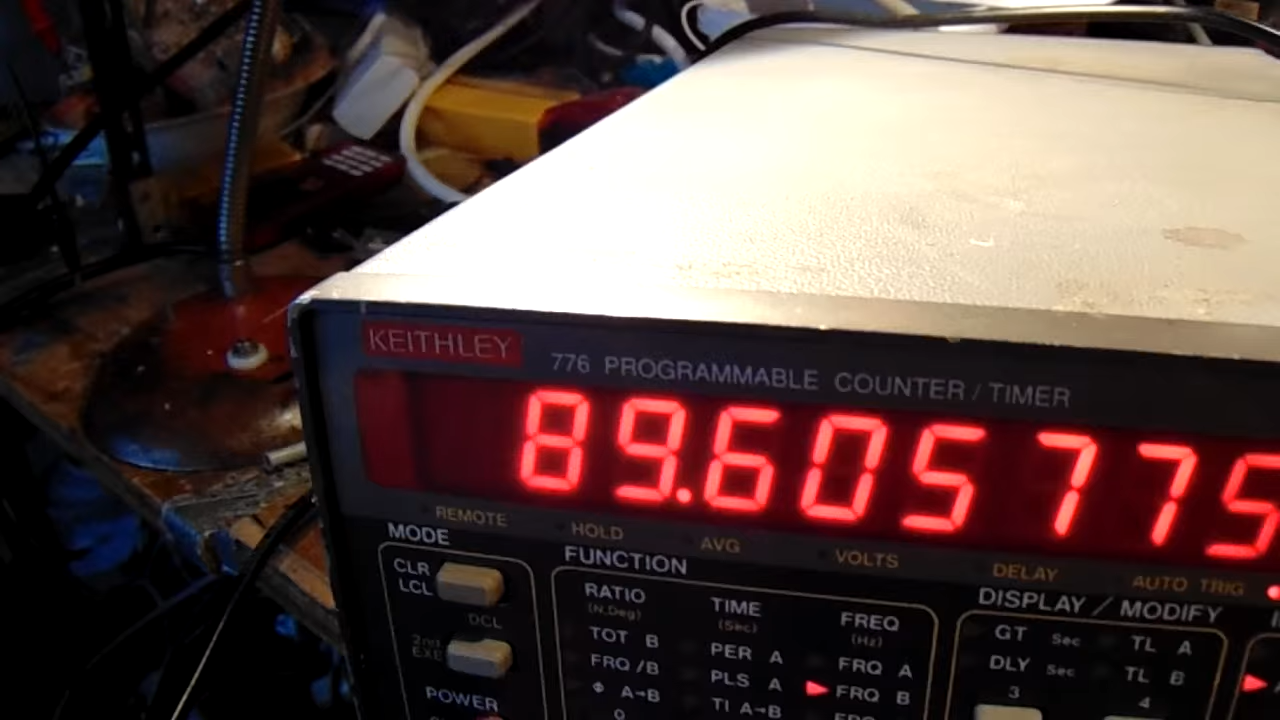 KEITHLEY
776 PROGRAMMABLE COUNTER / TIMER
89.605775
REMOTE HOLD AVG VOLTS DELAY AUTO TRIG
MODE
CLR
LCL
DCL
2nd
EXE
POWER
FUNCTION
RATIO
(N,Deg)
TOT B
FRQ /B
Φ A→B
TIME
(Sec)
PER A
PLS A
TI A→B
FREQ
(Hz)
FRQ A
FRQ B
DISPLAY / MODIFY
GT Sec TL A
DLY Sec TL B
3 4